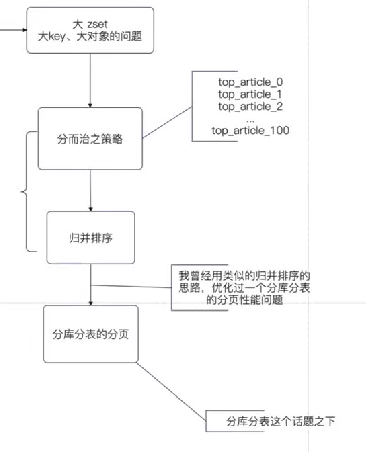 大 zset
大key、大对象的问题
top_article_0
top_article_1
top_article_2
...
top_article_100
分而治之策略
归并排序
我曾经用类似的归并排序的
思路，优化过一个分库分表
的分页性能问题
分库分表的分页
分库分表这个话题之下